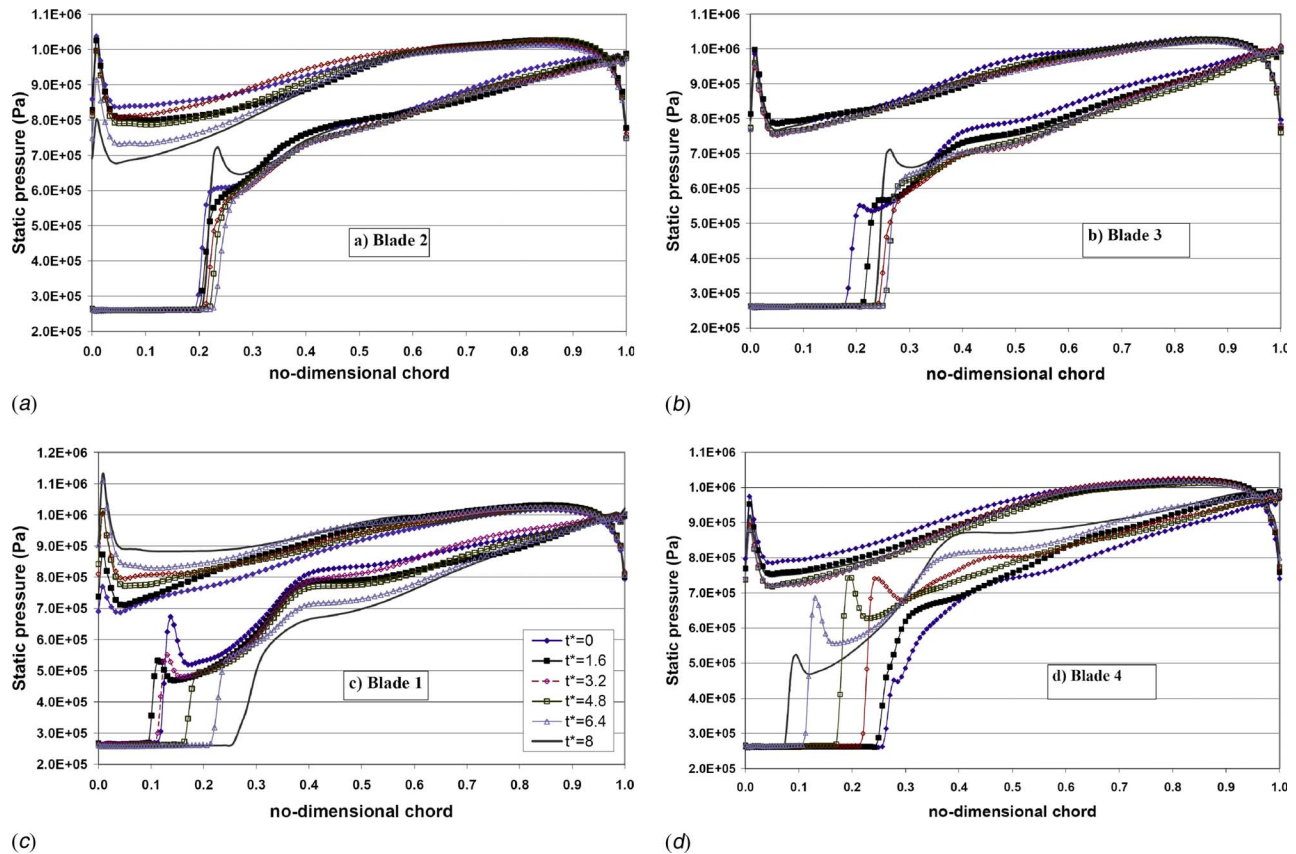 1.1E+06
1.0E+06
9.0E+05
8.0E+05
7.0E+05
6.0E+05
5.0E+05
4.0E+05
3.0E+05
2.0E+05
Static pressure (Pa)
a) Blade 2
0.0 0.1 0.2 0.3 0.4 0.5 0.6 0.7 0.8 0.9 1.0
no-dimensional chord
(a)
1.1E+06
1.0E+06
9.0E+05
8.0E+05
7.0E+05
6.0E+05
5.0E+05
4.0E+05
3.0E+05
2.0E+05
Static pressure (Pa)
b) Blade 3
0.0 0.1 0.2 0.3 0.4 0.5 0.6 0.7 0.8 0.9 1.0
no-dimensional chord
(b)
1.2E+06
1.1E+06
1.0E+06
9.0E+05
8.0E+05
7.0E+05
6.0E+05
5.0E+05
4.0E+05
3.0E+05
2.0E+05
Static pressure (Pa)
c) Blade 1
t*=0
t*=1.6
t*=3.2
t*=4.8
t*=6.4
t*=8
0.0 0.1 0.2 0.3 0.4 0.5 0.6 0.7 0.8 0.9 1.0
no-dimensional chord
(c)
1.1E+06
1.0E+06
9.0E+05
8.0E+05
7.0E+05
6.0E+05
5.0E+05
4.0E+05
3.0E+05
2.0E+05
Static pressure (Pa)
d) Blade 4
0.0 0.1 0.2 0.3 0.4 0.5 0.6 0.7 0.8 0.9 1.0
no-dimensional chord
(d)